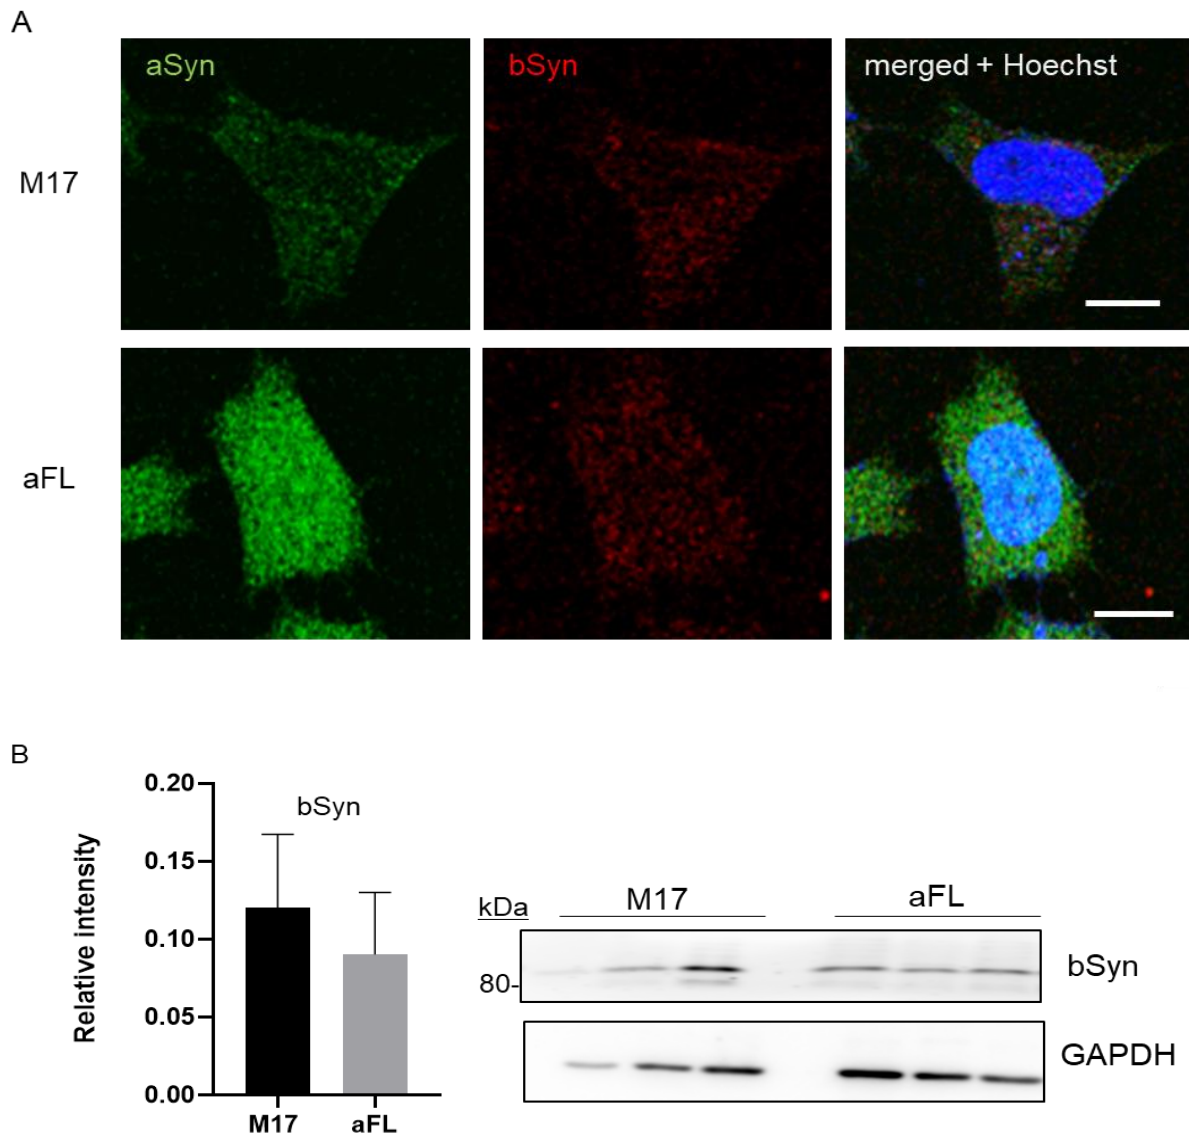 A
aSyn
bSyn
merged + Hoechst
M17
aFL
B
0.20
0.15
0.10
0.05
0.00
Relative intensity
bSyn
M17
aFL
kDa
M17
aFL
80-
bSyn
GAPDH